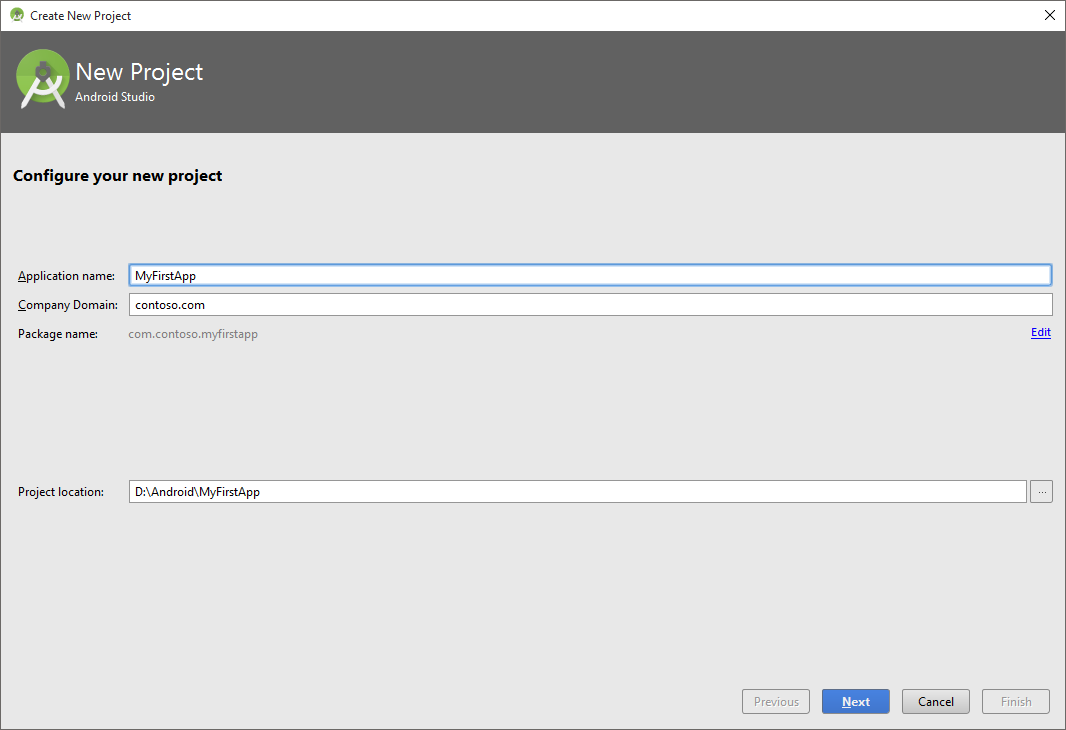 Create New Project
New Project
Android Studio
Configure your new project
Application name: MyFirstApp
Company Domain: contoso.com
Package name: com.contoso.myfirstapp Edit
Project location: D:\Android\MyFirstApp ...
Previous Next Cancel Finish